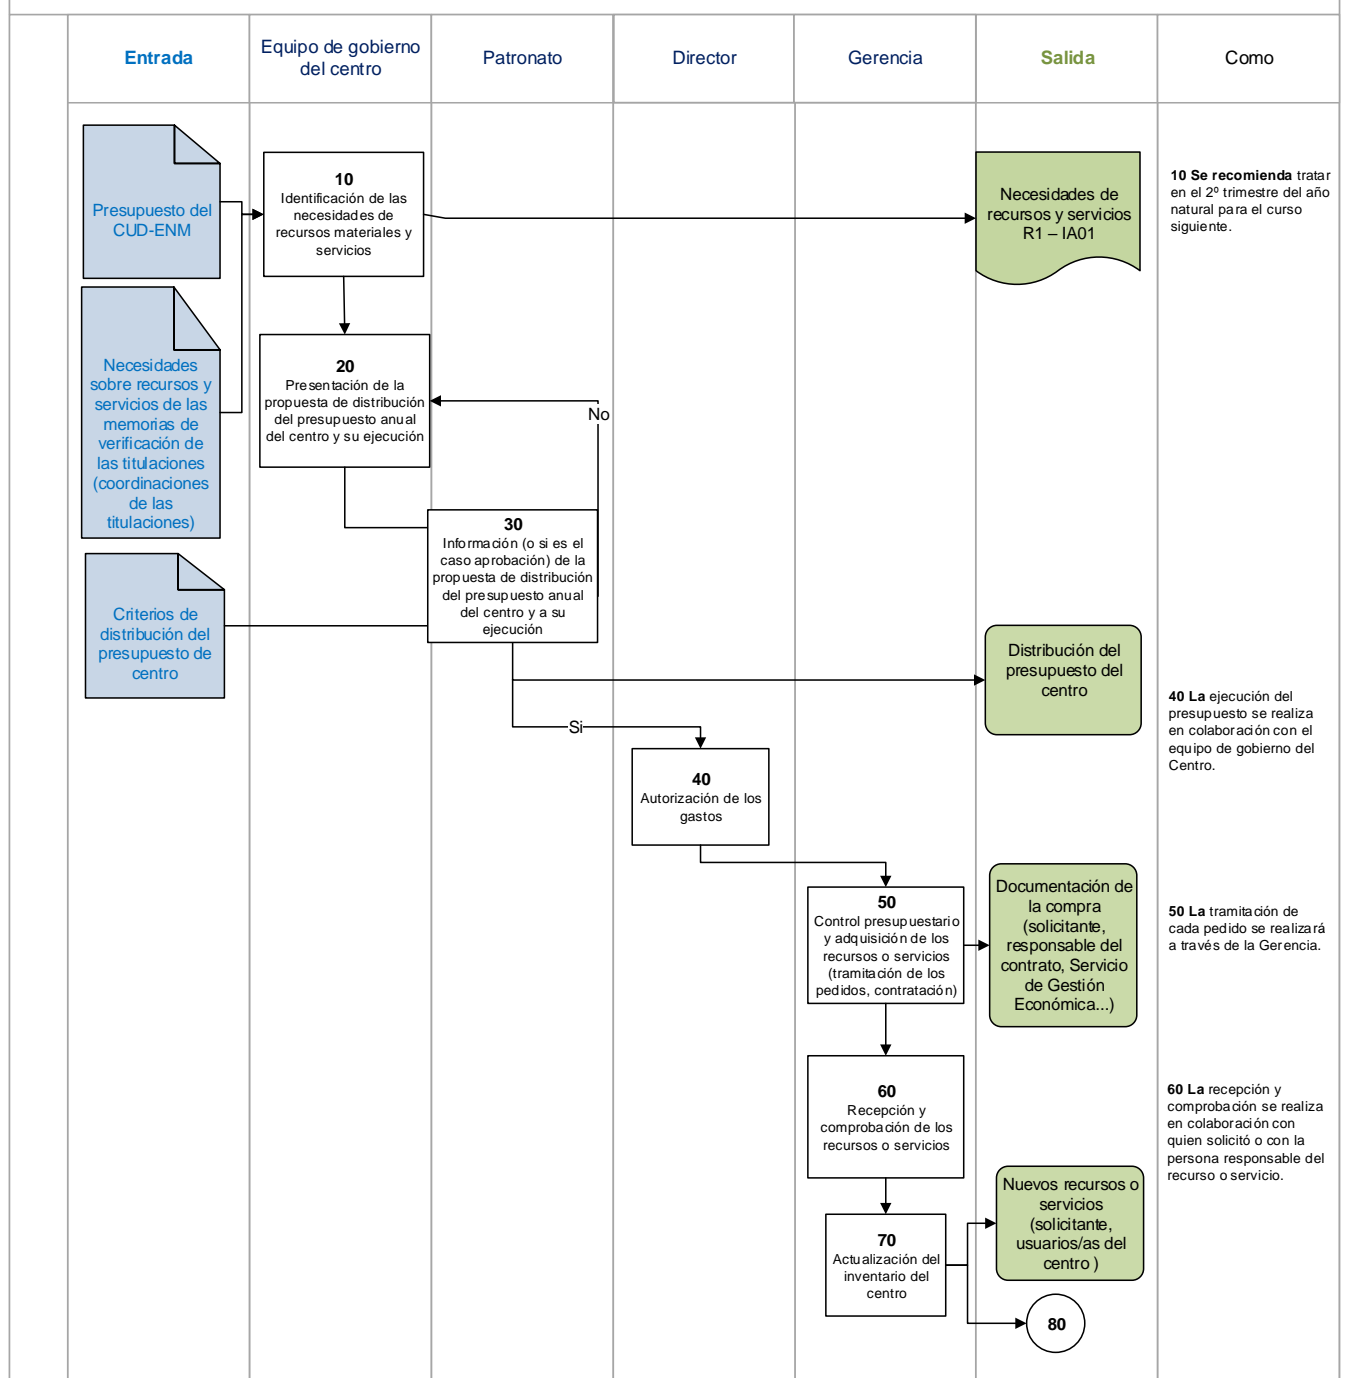 Entrada
Equipo de gobierno
del centro
Patronato
Director
Gerencia
Salida
Como
Presupuesto del
CUD-ENM
10
Identificación de las
necesidades de
recursos materiales y
servicios
Necesidades de
recursos y servicios
R1 – IA01
10 Se recomienda tratar
en el 2º trimestre del año
natural para el curso
siguiente.
Necesidades
sobre recursos y
servicios de las
memorias de
verificación de
las titulaciones
(coordinaciones
de las
titulaciones)
20
Presentación de la
propuesta de distribución
del presupuesto anual
del centro y su ejecución
No
30
Información (o si es el
caso aprobación) de la
propuesta de distribución
del presupuesto anual
del centro y a su
ejecución
Criterios de
distribución del
presupuesto de
centro
Distribución del
presupuesto del
centro
Si
40 La ejecución del
presupuesto se realiza
en colaboración con el
equipo de gobierno del
Centro.
40
Autorización de los
gastos
50
Control presupuestario
y adquisición de los
recursos o servicios
(tramitación de los
pedidos, contratación)
Documentación de
la compra
(solicitante,
responsable del
contrato, Servicio
de Gestión
Económica...)
50 La tramitación de
cada pedido se realizará
a través de la Gerencia.
60
Recepción y
comprobación de los
recursos o servicios
60 La recepción y
comprobación se realiza
en colaboración con
quien solicitó o con la
persona responsable del
recurso o servicio.
70
Actualización del
inventario del
centro
Nuevos recursos o
servicios
(solicitante,
usuarios/as del
centro )
80